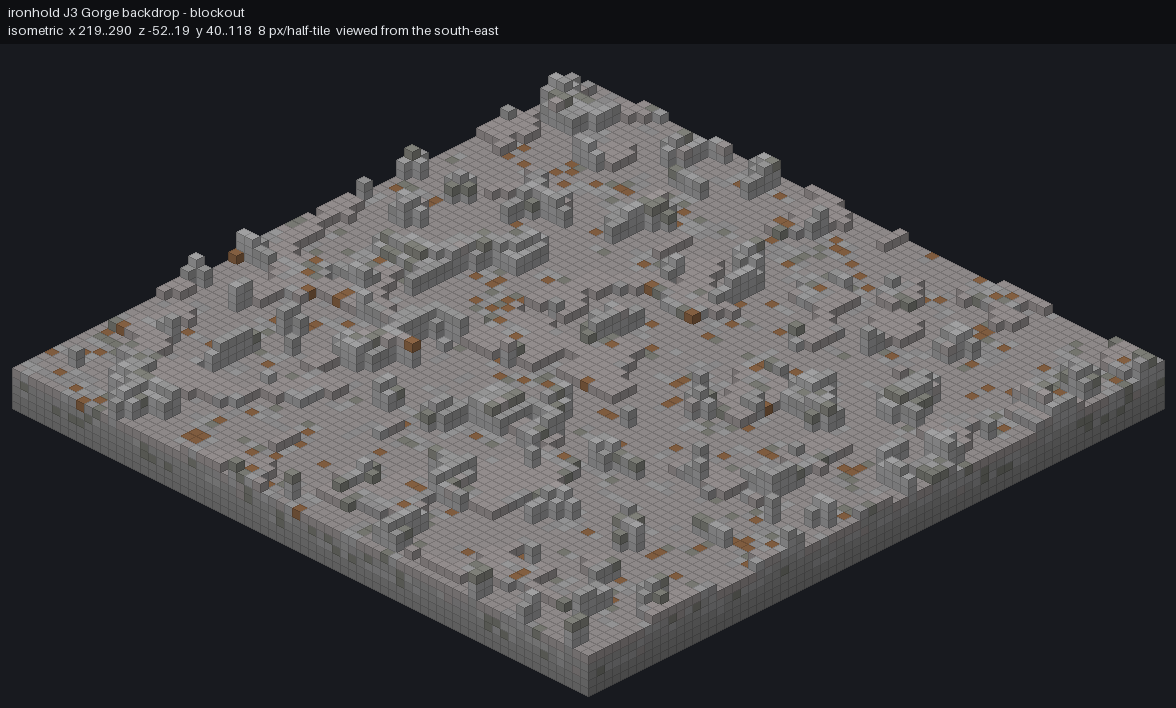 ironhold J3 Gorge backdrop - blockout
isometric  x 219..290  z -52..19  y 40..118  8 px/half-tile  viewed from the south-east